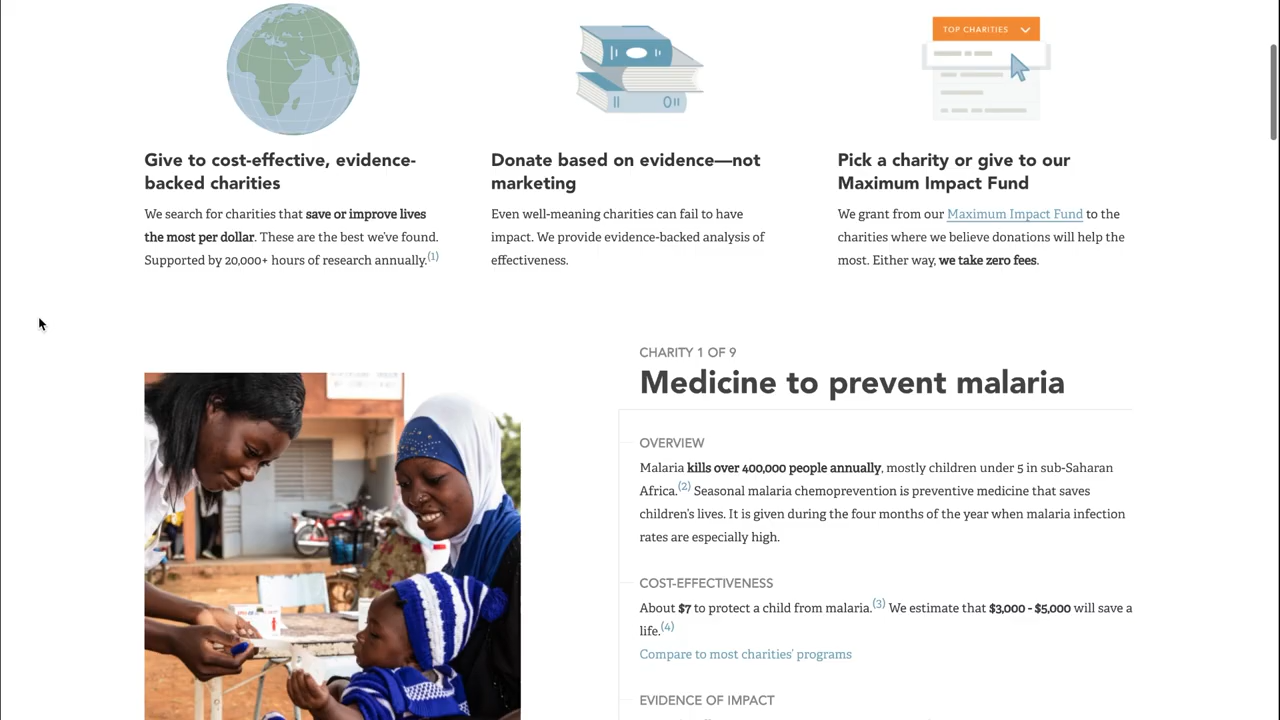 TOP CHARITIES
Give to cost-effective, evidence-
backed charities
We search for charities that save or improve lives
the most per dollar. These are the best we've found.
Supported by 20,000+ hours of research annually.(1)
Donate based on evidence—not
marketing
Even well-meaning charities can fail to have
impact. We provide evidence-backed analysis of
effectiveness.
Pick a charity or give to our
Maximum Impact Fund
We grant from our Maximum Impact Fund to the
charities where we believe donations will help the
most. Either way, we take zero fees.
CHARITY 1 OF 9
Medicine to prevent malaria
OVERVIEW
Malaria kills over 400,000 people annually, mostly children under 5 in sub-Saharan
Africa.(2) Seasonal malaria chemoprevention is preventive medicine that saves
children's lives. It is given during the four months of the year when malaria infection
rates are especially high.
COST-EFFECTIVENESS
About $7 to protect a child from malaria.(3) We estimate that $3,000 - $5,000 will save a
life.(4)
Compare to most charities' programs
EVIDENCE OF IMPACT